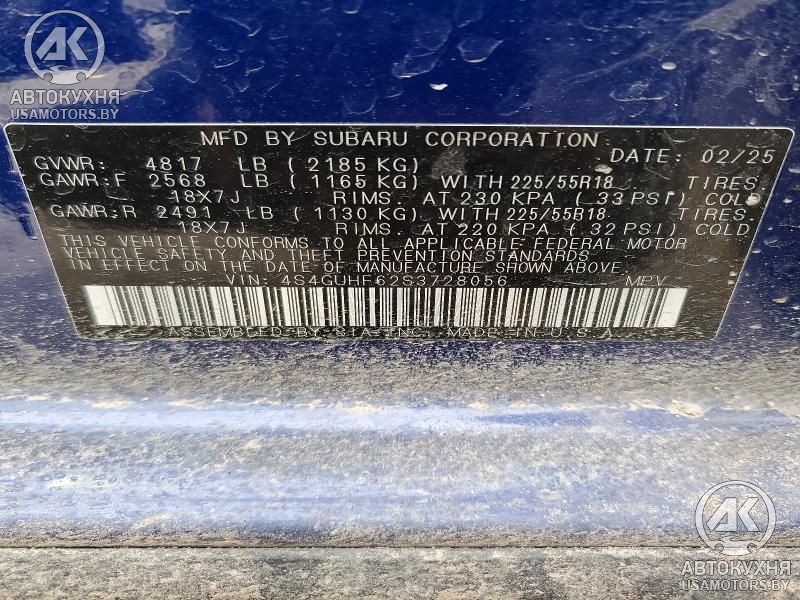 AK
АВТОКУХНЯ
USAMOTORS.BY
MFD BY SUBARU CORPORATION
GVWR: 4817 LB ( 2185 KG) DATE: 02/25
GAWR:F 2568 LB ( 1165 KG) WITH 225/55R18 TIRES.
18X7J RIMS. AT 230 KPA ( 33 PSI) COLD
GAWR:R 2491 LB ( 1130 KG) WITH 225/55R18 TIRES.
18X7J RIMS. AT 220 KPA ( 32 PSI) COLD
THIS VEHICLE CONFORMS TO ALL APPLICABLE FEDERAL MOTOR
VEHICLE SAFETY AND THEFT PREVENTION STANDARDS IN
EFFECT ON THE DATE OF MANUFACTURE SHOWN ABOVE.
VIN: 4S4GUHF62S3728056 MPV
ASSEMBLED BY S.I.A., INC. MADE IN U.S.A.
AK
АВТОКУХНЯ
USAMOTORS.BY